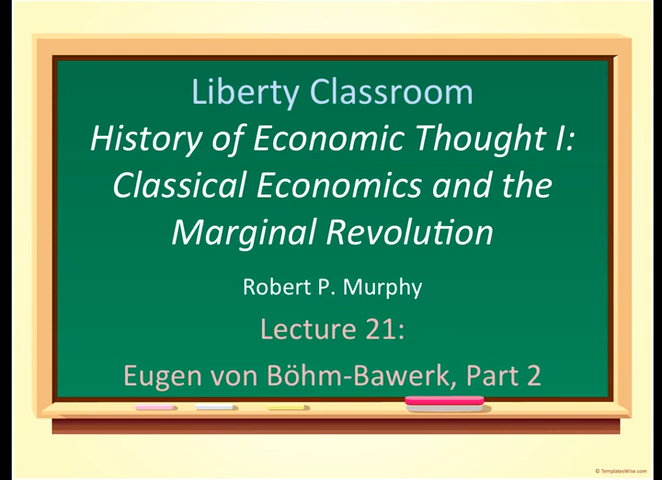 Liberty Classroom
History of Economic Thought I:
Classical Economics and the
Marginal Revolution
Robert P. Murphy
Lecture 21:
Eugen von Böhm-Bawerk, Part 2
© TemplatesWise.com